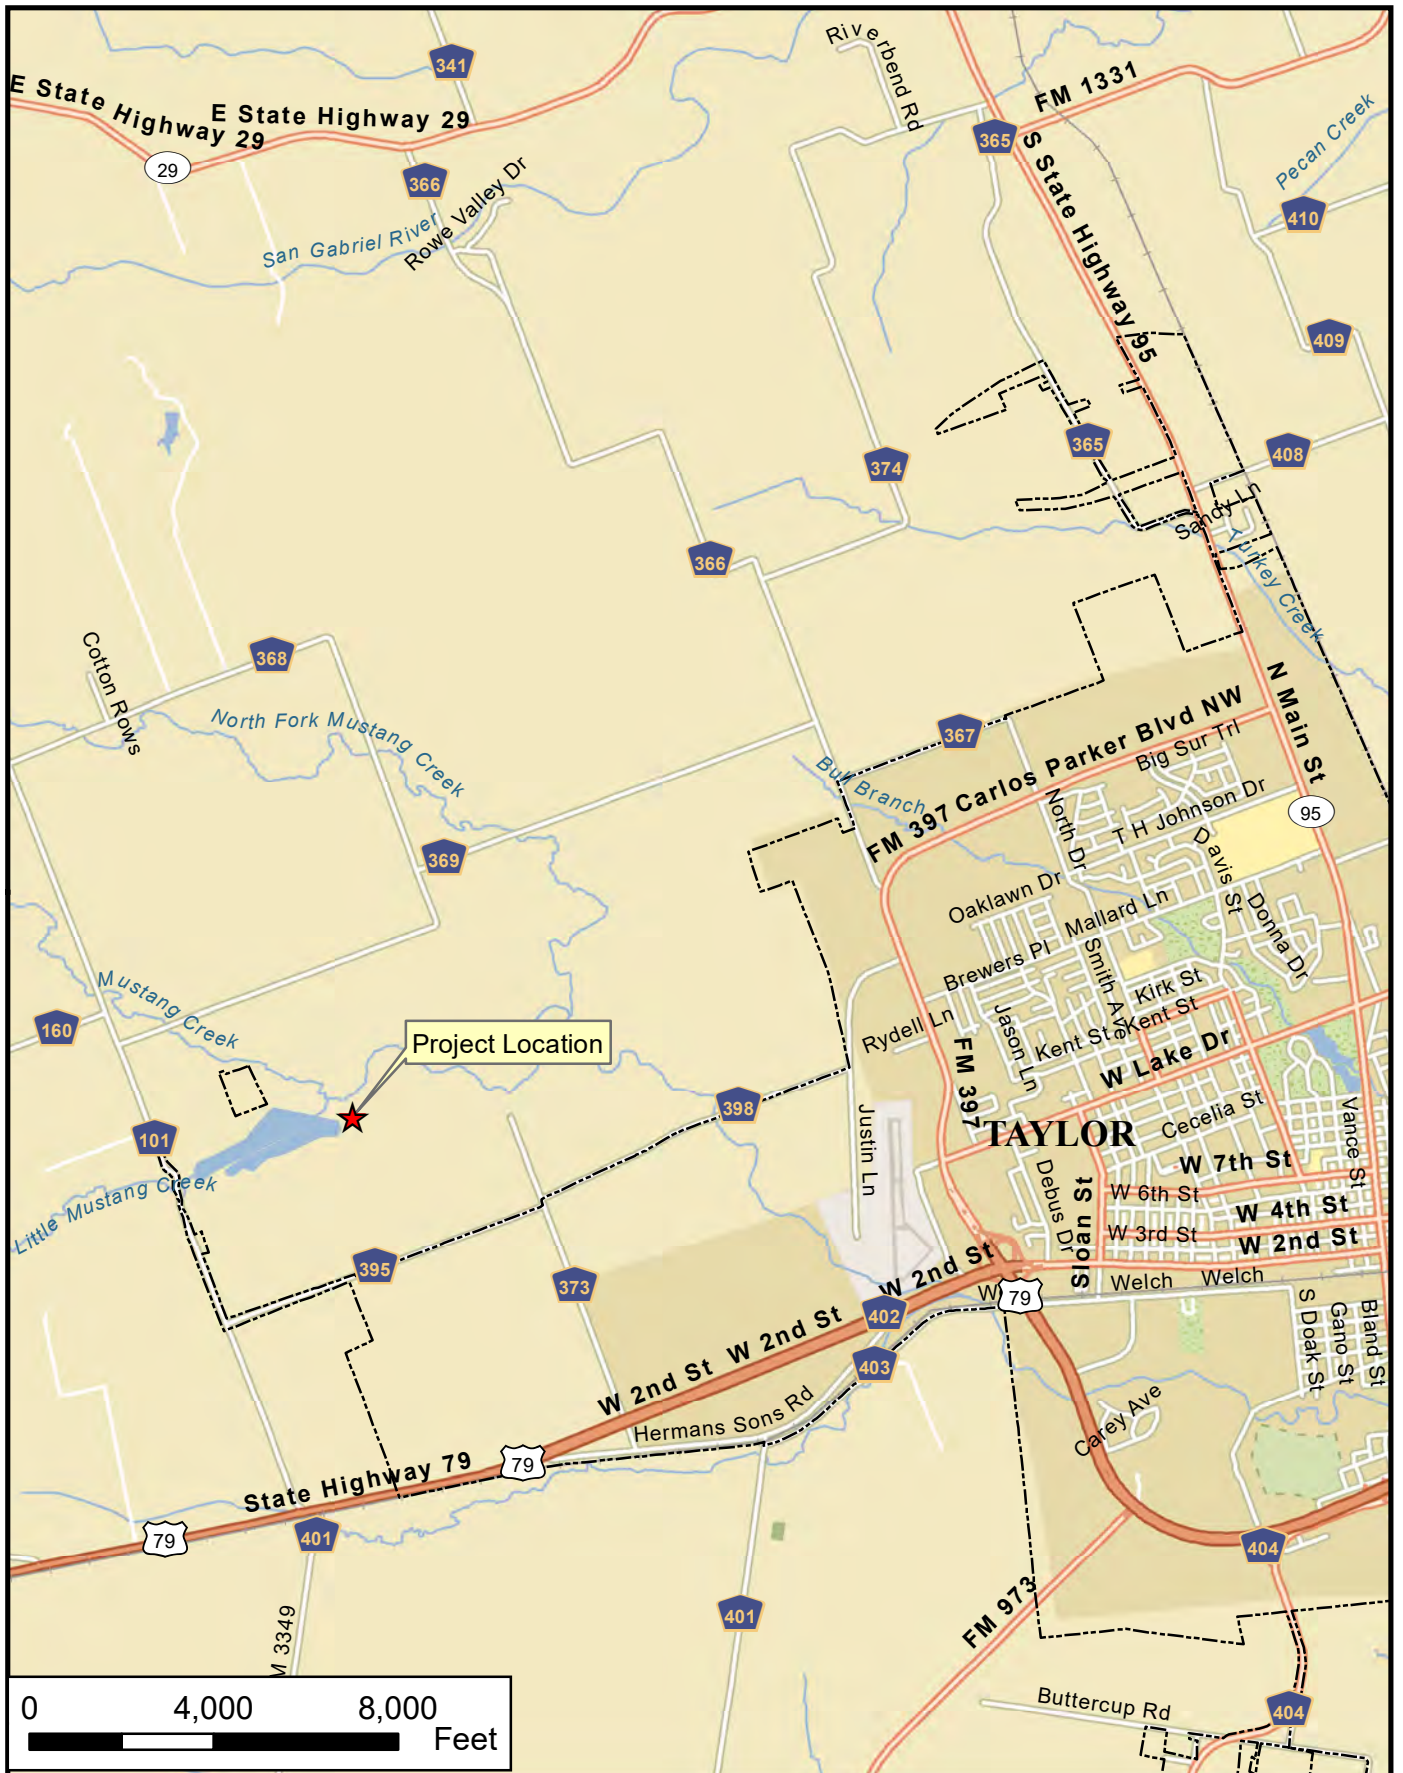 Riverbend Rd
341
FM 1331
E State Highway 29
E State Highway 29
365
S State Highway 95
Pecan Creek
29
366
Rowe Valley Dr
410
San Gabriel River
409
365
408
374
Sandy Ln
Turkey Creek
366
Cotton Rows
368
North Fork Mustang Creek
367
N Main St
FM 397 Carlos Parker Blvd NW
Big Sur Trl
Bull Branch
North Dr
T H Johnson Dr
95
369
Davis St
Oaklawn Dr
Mallard Ln
Donna Dr
Brewers Pl
Smith Ave
Mustang Creek
Kirk St
160
Rydell Ln
Jason Ln
Kent St
Kent St
Project Location
FM 397
W Lake Dr
398
Justin Ln
Cecelia St
Vance St
101
TAYLOR
W 7th St
Little Mustang Creek
Debus Dr
Sloan St
W 6th St
W 4th St
W 3rd St
W 2nd St
395
373
W 2nd St
W
79
Welch
Welch
402
W 2nd St
W 2nd St
403
S Doak St
Gano St
Bland St
Hermans Sons Rd
Carey Ave
State Highway 79
79
79
401
404
401
FM 973
M 3349
Buttercup Rd
404
0
4,000
8,000
Feet